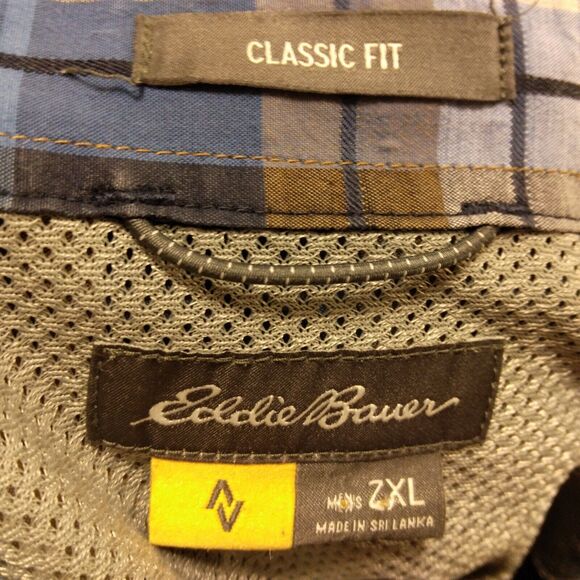 CLASSIC FIT
Eddie Bauer
MEN'S 2XL
MADE IN SRI LANKA